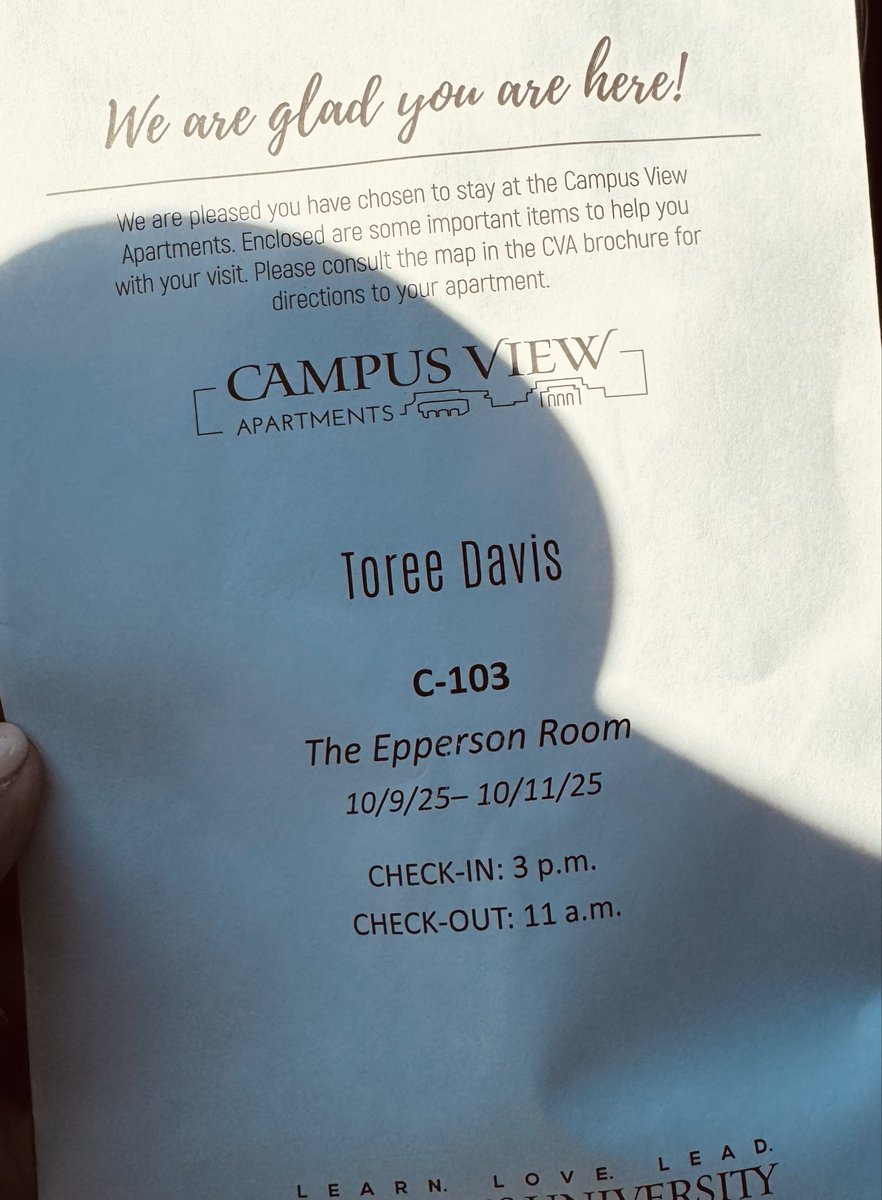 We are glad you are here!
We are pleased you have chosen to stay at the Campus View
Apartments. Enclosed are some important items to help you
with your visit. Please consult the map in the CVA brochure for
directions to your apartment.
CAMPUS VIEW
APARTMENTS
Toree Davis
C-103
The Epperson Room
10/9/25– 10/11/25
CHECK-IN: 3 p.m.
CHECK-OUT: 11 a.m.
LEARN. LOVE. LEAD.
UNIVERSITY